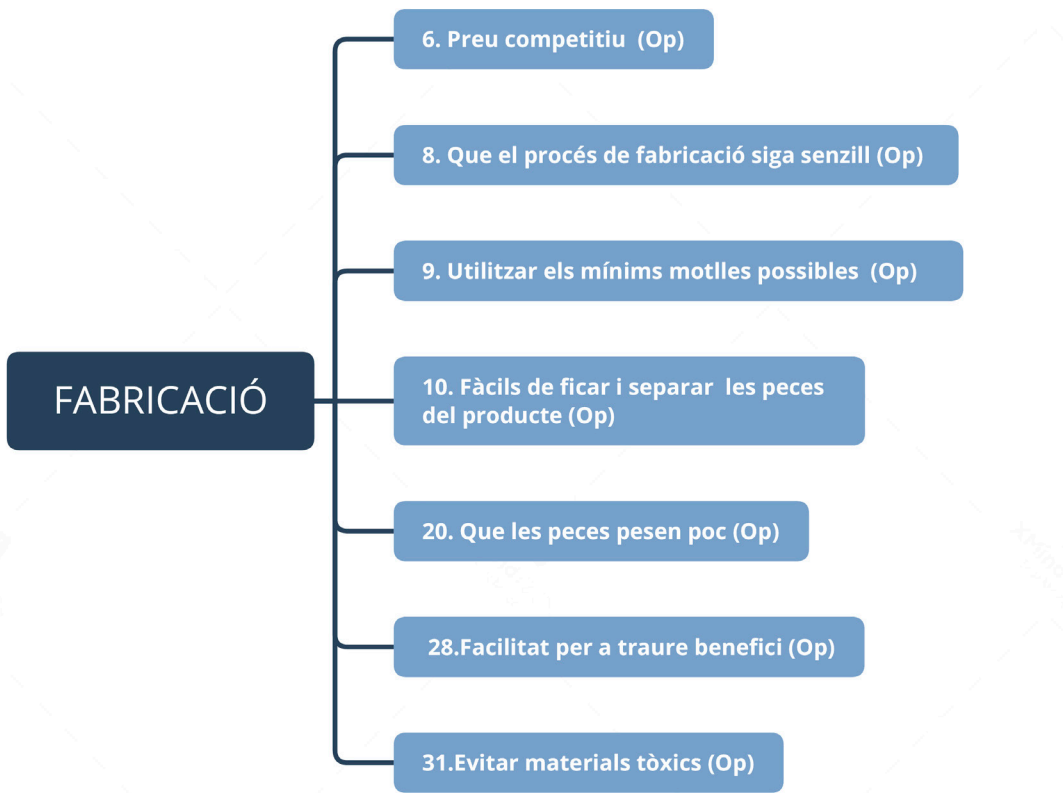 6. Preu competitiu (Op)
8. Que el procés de fabricació siga senzill (Op)
9. Utilitzar els mínims motlles possibles (Op)
FABRICACIÓ
10. Fàcils de ficar i separar les peces
del producte (Op)
20. Que les peces pesen poc (Op)
28.Facilitat per a traure benefici (Op)
31.Evitar materials tòxics (Op)